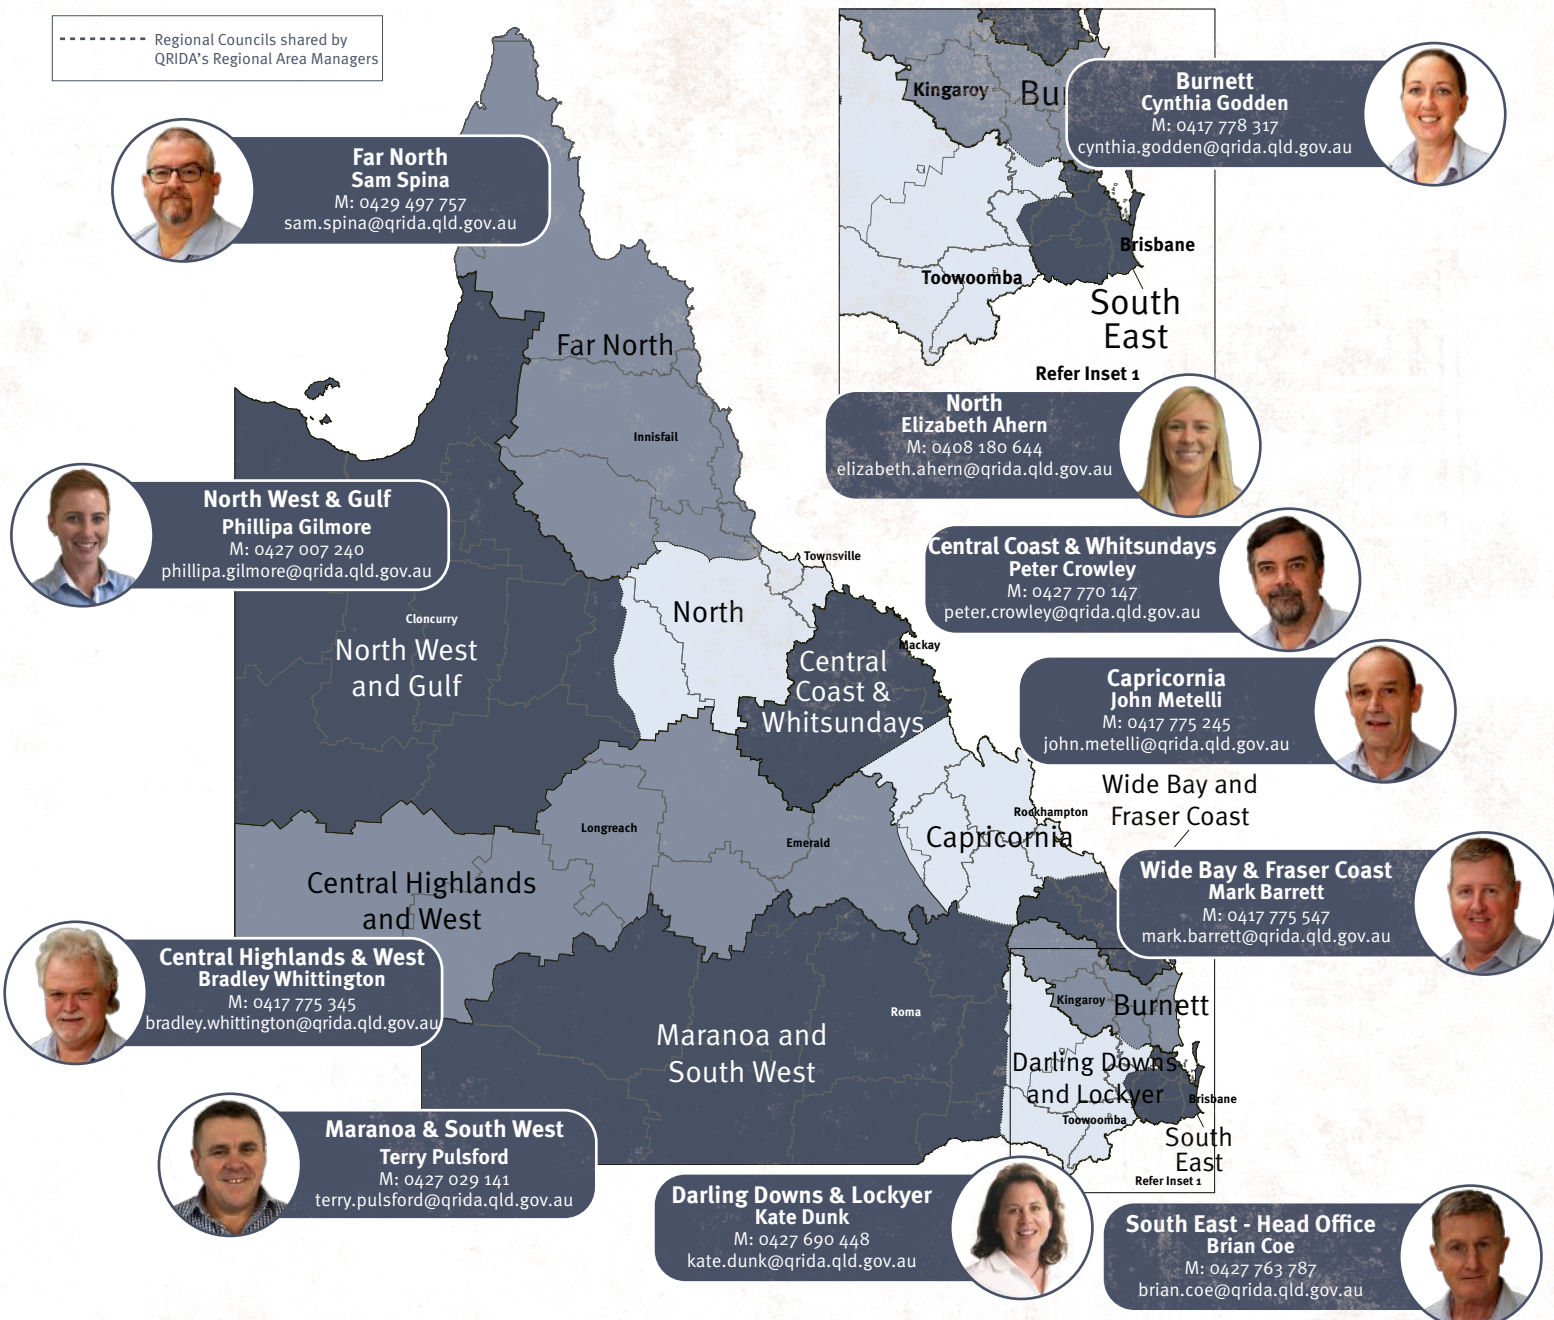 Regional Councils shared by
QRIDA's Regional Area Managers
Kingaroy
Bu
Burnett
Cynthia Godden
M: 0417 778 317
cynthia.godden@qrida.qld.gov.au
Far North
Sam Spina
M: 0429 497 757
sam.spina@qrida.qld.gov.au
Brisbane
Toowoomba
South
East
Refer Inset 1
Far North
Innisfail
North
Elizabeth Ahern
M: 0408 180 644
elizabeth.ahern@qrida.qld.gov.au
North West & Gulf
Phillipa Gilmore
M: 0427 007 240
phillipa.gilmore@qrida.qld.gov.au
Townsville
Central Coast & Whitsundays
Peter Crowley
M: 0427 770 147
peter.crowley@qrida.qld.gov.au
North
Cloncurry
North West
and Gulf
Mackay
Central
Coast &
Whitsundays
Capricornia
John Metelli
M: 0417 775 245
john.metelli@qrida.qld.gov.au
Wide Bay and
Fraser Coast
Rockhampton
Capricornia
Longreach
Emerald
Central Highlands
and West
Wide Bay & Fraser Coast
Mark Barrett
M: 0417 775 547
mark.barrett@qrida.qld.gov.au
Central Highlands & West
Bradley Whittington
M: 0417 775 345
bradley.whittington@qrida.qld.gov.au
Kingaroy
Burnett
Roma
Maranoa and
South West
Darling Downs
and Lockyer
Brisbane
Toowoomba
South
East
Refer Inset 1
Maranoa & South West
Terry Pulsford
M: 0427 029 141
terry.pulsford@qrida.qld.gov.au
Darling Downs & Lockyer
Kate Dunk
M: 0427 690 448
kate.dunk@qrida.qld.gov.au
South East - Head Office
Brian Coe
M: 0427 763 787
brian.coe@qrida.qld.gov.au